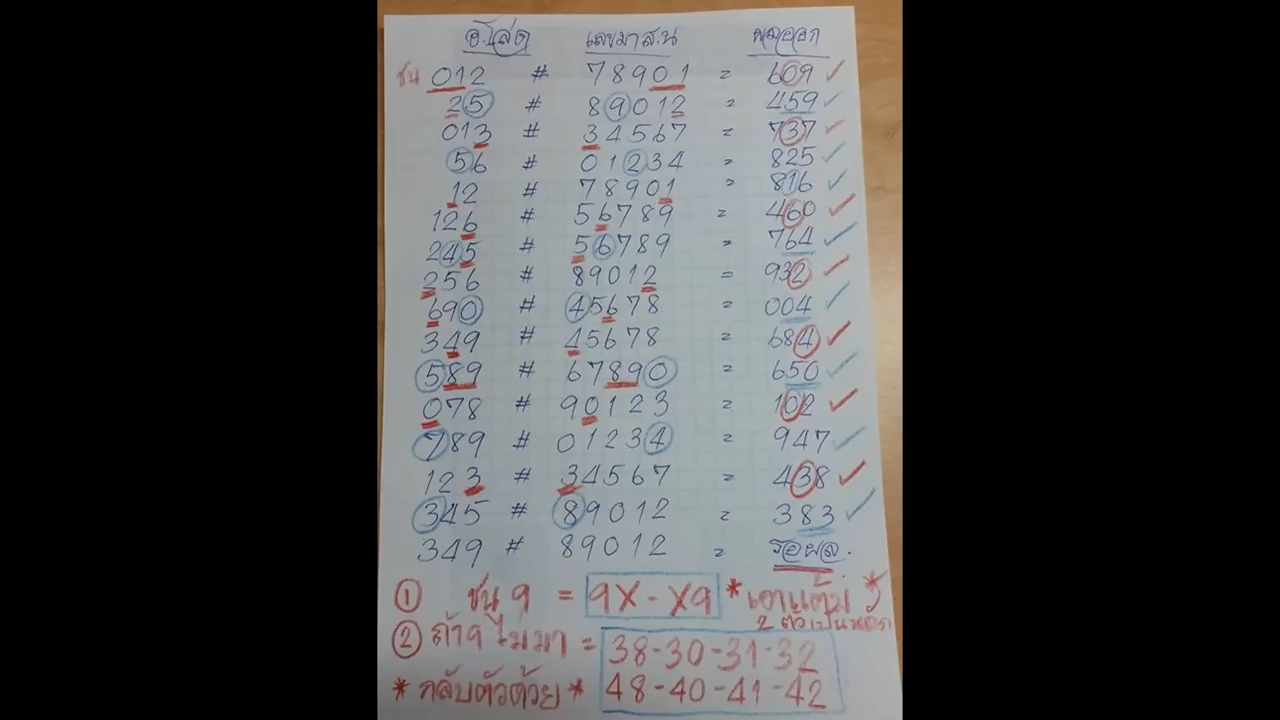 อ.โสด เลขมาส.น ผลออก
ชน 012 # 78901 = 609 ✓
25 # 89012 = 459 ✓
013 # 34567 = 737 ✓
56 # 01234 = 825 ✓
12 # 78901 = 816 ✓
126 # 56789 = 460 ✓
245 # 56789 = 764 ✓
256 # 89012 = 932 ✓
690 # 45678 = 004 ✓
349 # 45678 = 684 ✓
589 # 67890 = 650 ✓
078 # 90123 = 102 ✓
789 # 01234 = 947 ✓
123 # 34567 = 438 ✓
345 # 89012 = 383 ✓
349 # 89012 = รอผล.
① ชน 9 = 9X - X9 * เอาแต้ม *
2 ตัวเป็นหลัก
② ถ้า 9 ไม่มา = 38-30-31-32
* กลับตัวด้วย * 48-40-41-42